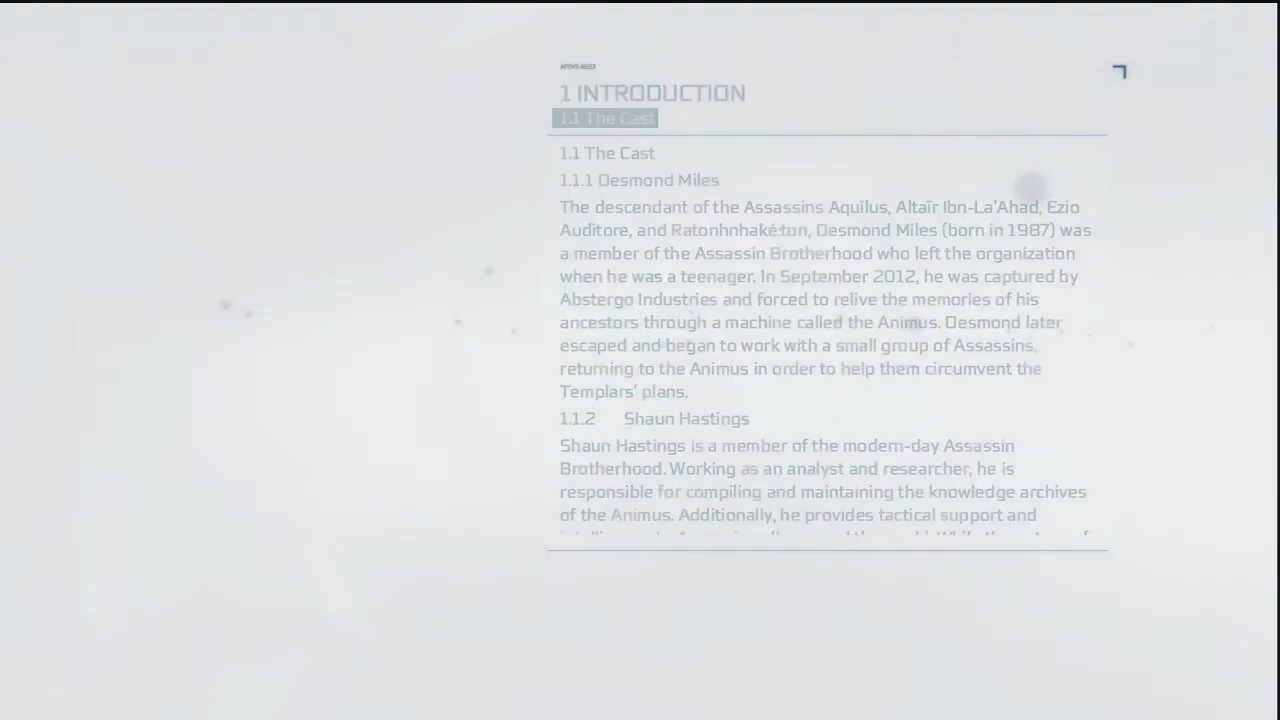 1 INTRODUCTION
1.1 The Cast
1.1 The Cast
1.1.1 Desmond Miles
The descendant of the Assassins Aquilus, Altaïr Ibn-La'Ahad, Ezio
Auditore, and Ratonhnhaké:ton, Desmond Miles (born in 1987) was
a member of the Assassin Brotherhood who left the organization
when he was a teenager. In September 2012, he was captured by
Abstergo Industries and forced to relive the memories of his
ancestors through a machine called the Animus. Desmond later
escaped and began to work with a small group of Assassins,
returning to the Animus in order to help them circumvent the
Templars' plans.
1.1.2 Shaun Hastings
Shaun Hastings is a member of the modern-day Assassin
Brotherhood. Working as an analyst and researcher, he is
responsible for compiling and maintaining the knowledge archives
of the Animus. Additionally, he provides tactical support and